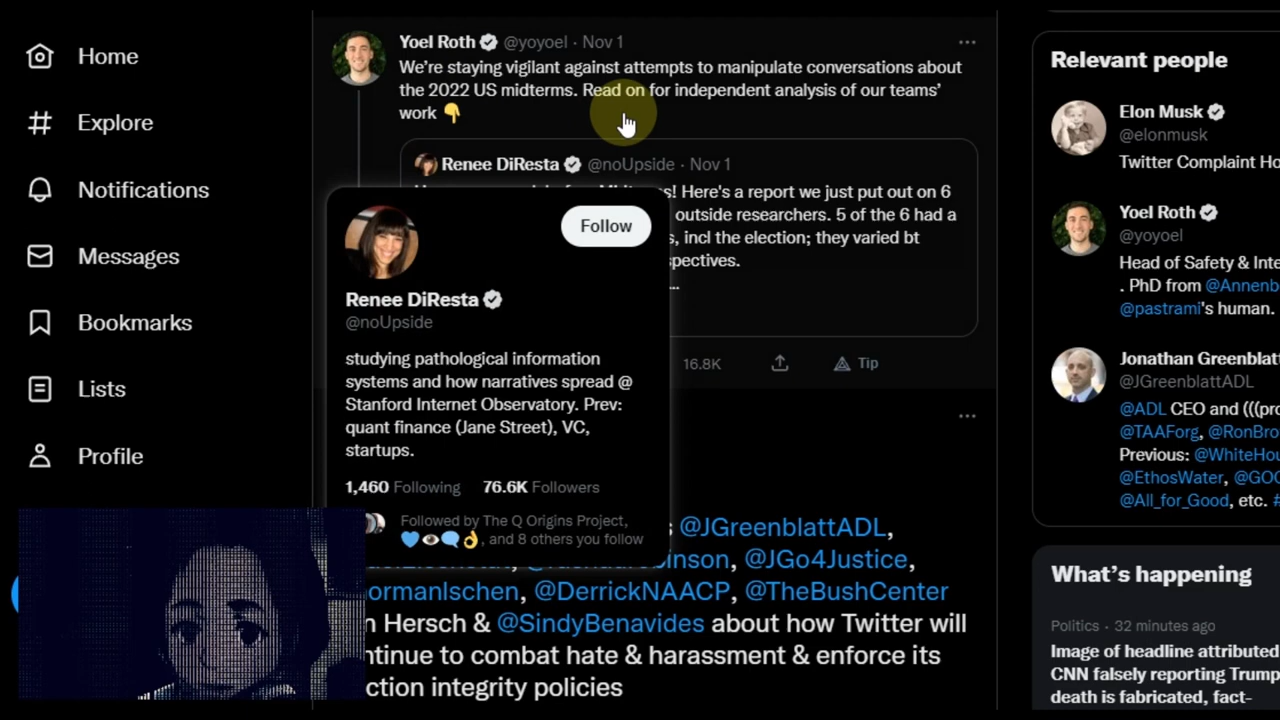 Home
Explore
Notifications
Messages
Bookmarks
Lists
Profile
Yoel Roth @yoyoel · Nov 1
We're staying vigilant against attempts to manipulate conversations about
the 2022 US midterms. Read on for independent analysis of our teams'
work 👇
Renee DiResta @noUpside · Nov 1
s! Here's a report we just put out on 6
outside researchers. 5 of the 6 had a
s, incl the election; they varied bt
spectives.
...
16.8K
Tip
Follow
Renee DiResta
@noUpside
studying pathological information
systems and how narratives spread @
Stanford Internet Observatory. Prev:
quant finance (Jane Street), VC,
startups.
1,460 Following 76.6K Followers
Followed by The Q Origins Project,
💙👁️🗨️👌, and 8 others you follow
@JGreenblattADL,
obinson, @JGo4Justice,
ormanlschen, @DerrickNAACP, @TheBushCenter
n Hersch & @SindyBenavides about how Twitter will
ntinue to combat hate & harassment & enforce its
ction integrity policies
Relevant people
Elon Musk
@elonmusk
Twitter Complaint Ho
Yoel Roth
@yoyoel
Head of Safety & Inte
. PhD from @Annenb
@pastrami's human.
Jonathan Greenblatt
@JGreenblattADL
@ADL CEO and (((pro
@TAAForg, @RonBro
Previous: @WhiteHou
@EthosWater, @GOO
@All_for_Good, etc. #
What's happening
Politics · 32 minutes ago
Image of headline attributed
CNN falsely reporting Trump
death is fabricated, fact-